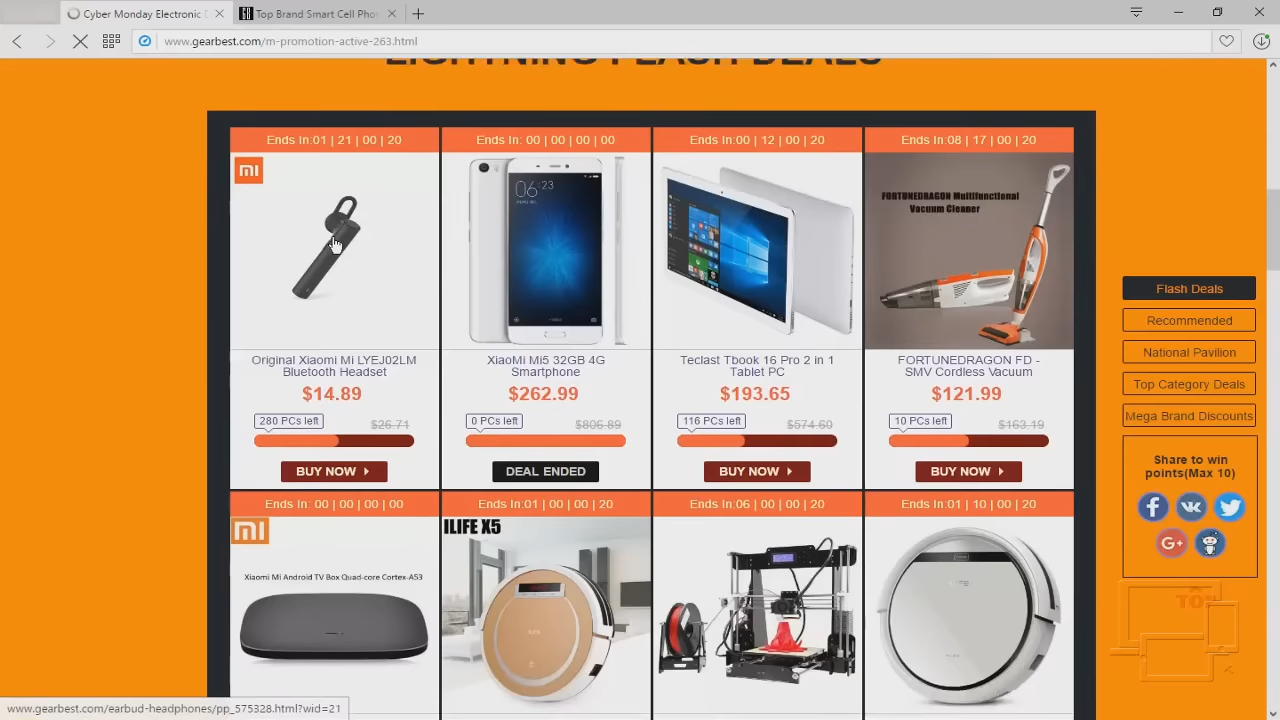 Cyber Monday Electronic D
Top Brand Smart Cell Pho
www.gearbest.com/m-promotion-active-263.html
LIGHTNING FLASH DEALS
Ends In:01 | 21 | 00 | 20
Ends In: 00 | 00 | 00 | 00
Ends In:00 | 12 | 00 | 20
Ends In:08 | 17 | 00 | 20
mi
06:23
FORTUNEDRAGON Multifunctional
Vacuum Cleaner
Original Xiaomi Mi LYEJ02LM
Bluetooth Headset
$14.89
280 PCs left
$26.71
BUY NOW
XiaoMi Mi5 32GB 4G
Smartphone
$262.99
0 PCs left
$806.89
DEAL ENDED
Teclast Tbook 16 Pro 2 in 1
Tablet PC
$193.65
116 PCs left
$574.60
BUY NOW
FORTUNEDRAGON FD -
SMV Cordless Vacuum
$121.99
10 PCs left
$163.19
BUY NOW
Ends In: 00 | 00 | 00 | 00
Ends In:01 | 00 | 00 | 20
Ends In:06 | 00 | 00 | 20
Ends In:01 | 10 | 00 | 20
mi
Xiaomi Mi Android TV Box Quad-core Cortex-A53
ILIFE X5
Flash Deals
Recommended
National Pavilion
Top Category Deals
Mega Brand Discounts
Share to win
points(Max 10)
TOP
www.gearbest.com/earbud-headphones/pp_575328.html?wid=21